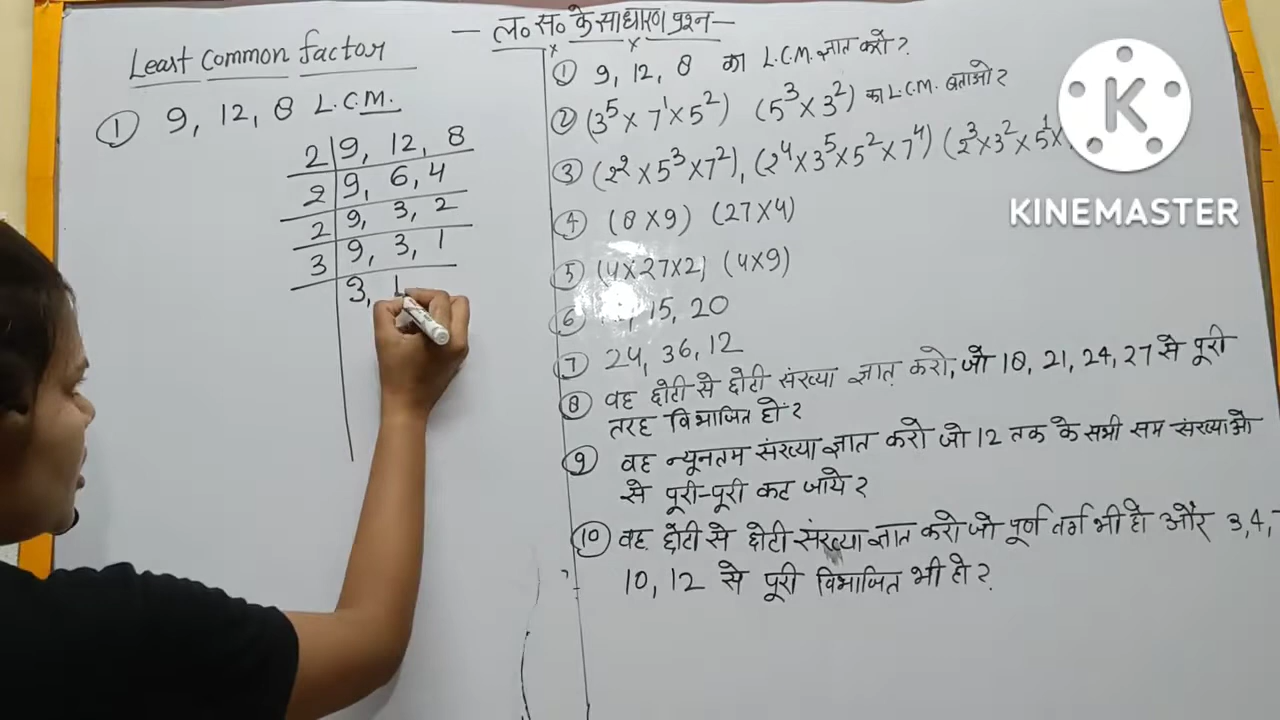 — ल० स० के साधारण प्रश्न —
Least common factor
① 9, 12, 8 L.C.M.
2 | 9, 12, 8
2 | 9, 6, 4
2 | 9, 3, 2
3 | 9, 3, 1
3, 1
① 9, 12, 8 का L.C.M. ज्ञात करो?
② (3⁵ × 7¹ × 5²) (5³ × 3²) का L.C.M. बताओ?
③ (2² × 5³ × 7²), (2⁴ × 3⁵ × 5² × 7⁴) (2³ × 3² × 5¹ ×
④ (8 × 9) (27 × 4)
⑤ (4 × 27 × 2) (4 × 9)
⑥ 15, 20
⑦ 24, 36, 12
⑧ वह छोटी से छोटी संख्या ज्ञात करो, जो 18, 21, 24, 27 से पूरी
तरह विभाजित हो?
⑨ वह न्यूनतम संख्या ज्ञात करो जो 12 तक के सभी सम संख्याओ
से पूरी-पूरी कट जाये?
⑩ वह छोटी से छोटी संख्या ज्ञात करो जो पूर्ण वर्ग भी हो और 3, 4,
10, 12 से पूरी विभाजित भी हो?
K
KINEMASTER